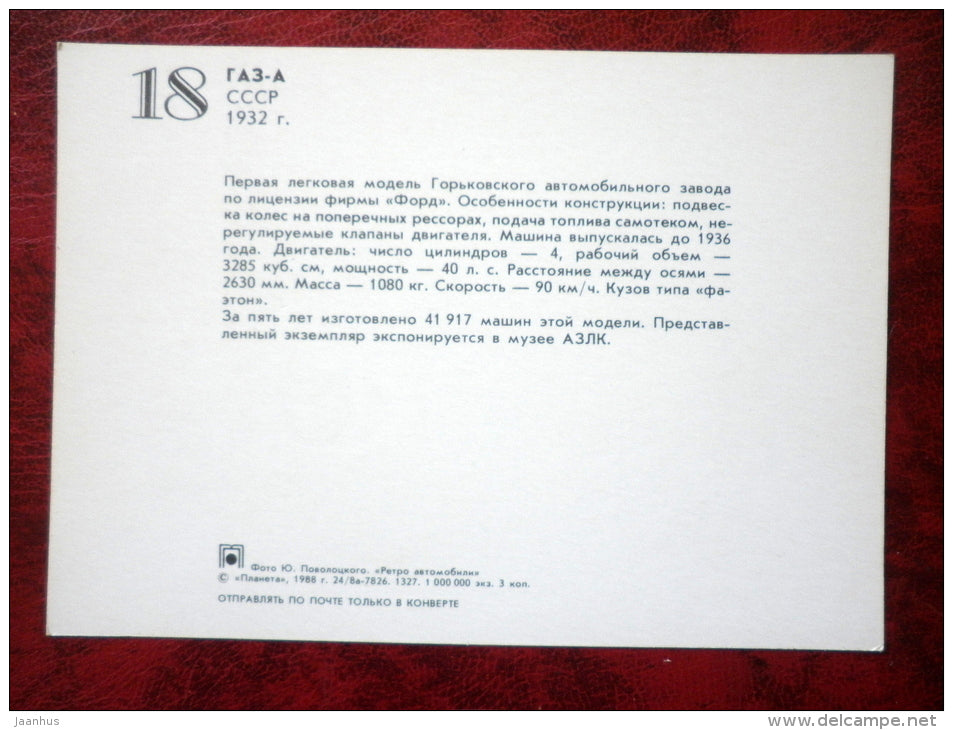 18
ГАЗ-А
СССР
1932 г.
Первая легковая модель Горьковского автомобильного завода
по лицензии фирмы «Форд». Особенности конструкции: подвес-
ка колес на поперечных рессорах, подача топлива самотеком, не-
регулируемые клапаны двигателя. Машина выпускалась до 1936
года. Двигатель: число цилиндров — 4, рабочий объем —
3285 куб. см, мощность — 40 л. с. Расстояние между осями —
2630 мм. Масса — 1080 кг. Скорость — 90 км/ч. Кузов типа «фа-
этон».
За пять лет изготовлено 41 917 машин этой модели. Представ-
ленный экземпляр экспонируется в музее АЗЛК.
Фото Ю. Поволоцкого. «Ретро автомобили»
© «Планета», 1988 г. 24/8а-7826. 1327. 1 000 000 экз. 3 коп.
ОТПРАВЛЯТЬ ПО ПОЧТЕ ТОЛЬКО В КОНВЕРТЕ
Jaanhus
www.delcampe.net